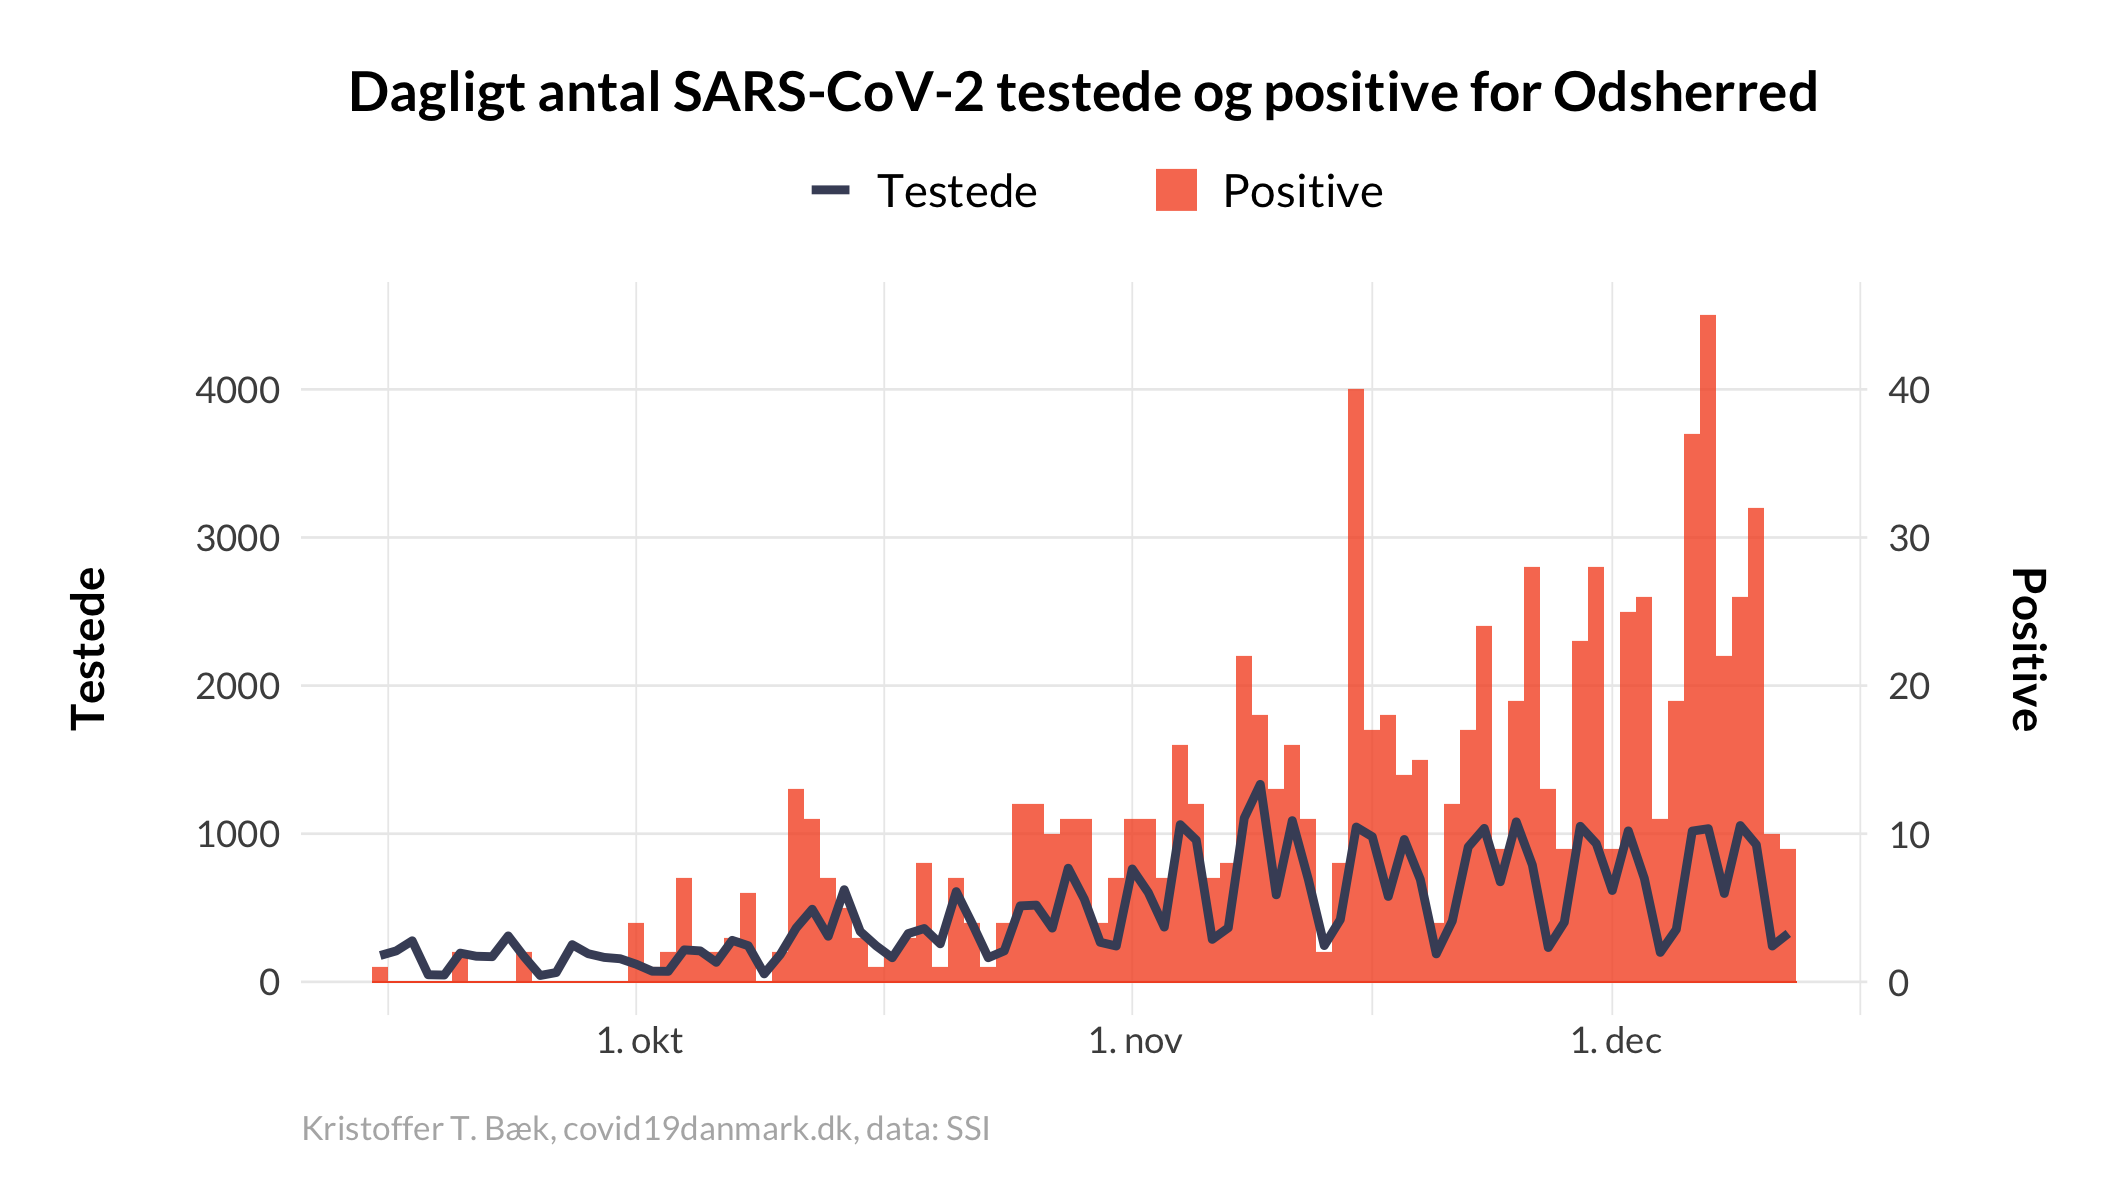 Dagligt antal SARS-CoV-2 testede og positive for Odsherred
Testede
Positive
4000
3000
2000
1000
0
40
30
20
10
0
Testede
Positive
1. okt
1. nov
1. dec
Kristoffer T. Bæk, covid19danmark.dk, data: SSI